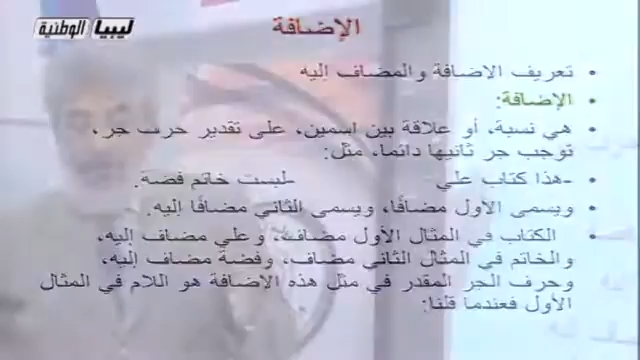 ليبيا الوطنية
الإضافة
• تعريف الاضافة والمضاف إليه
• الإضافة:
• هي نسبة، أو علاقة بين اسمين، على تقدير حرف جر،
توجب جر ثانيها دائما، مثل:
• -هذا كتاب علي -لبست خاتم فضة.
• ويسمى الأول مضافًا، ويسمى الثاني مضافًا إليه.
• الكتاب في المثال الأول مضاف، وعلي مضاف إليه،
والخاتم في المثال الثاني مضاف، وفضة مضاف إليه،
وحرف الجر المقدر في مثل هذه الإضافة هو اللام في المثال
الأول فعندما قلنا: